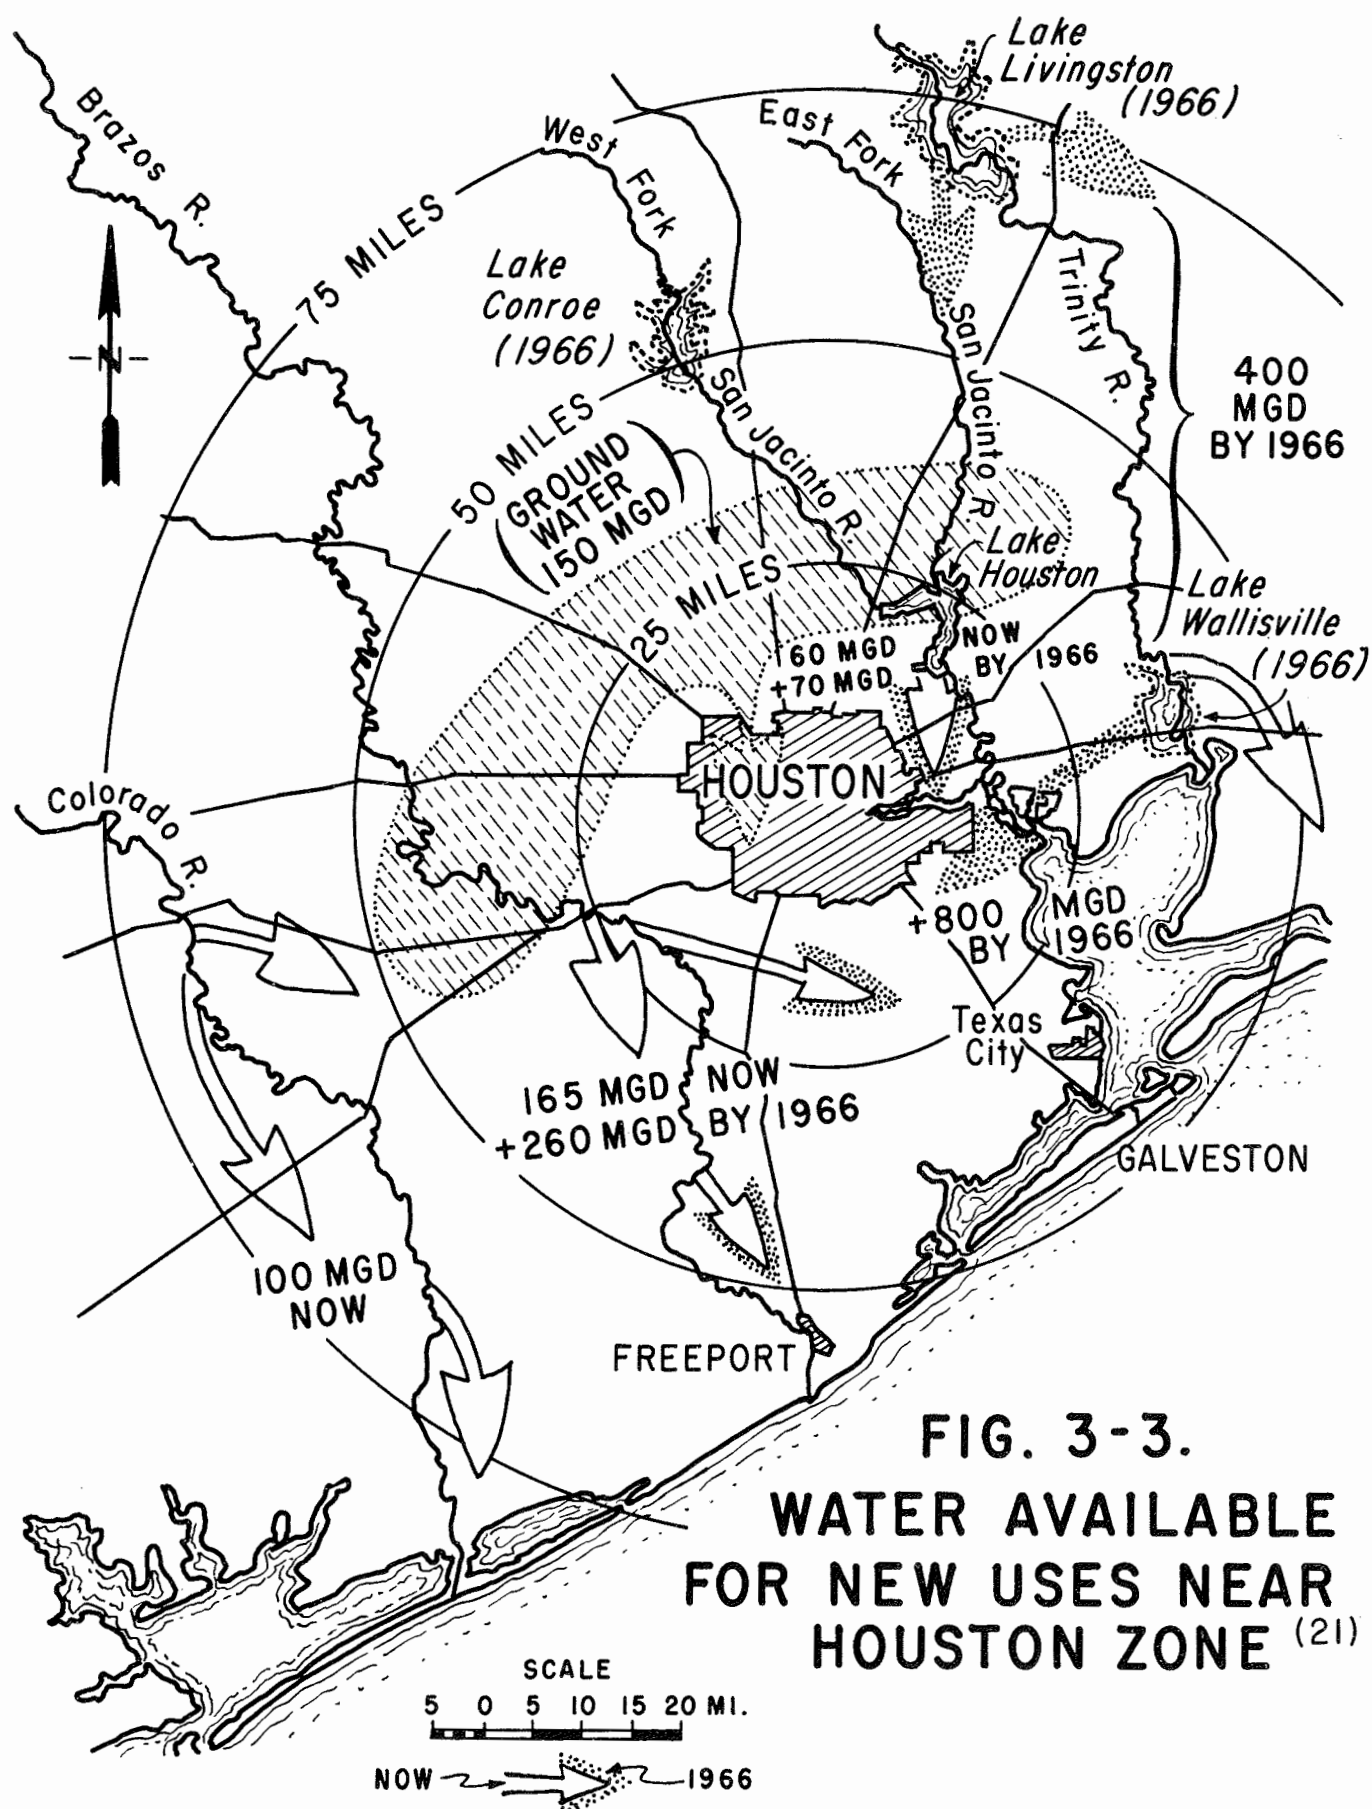 Lake
Livingston
(1966)
Brazos R.
West Fork
East Fork
75 MILES
Lake
Conroe
(1966)
-N-
Trinity R.
San Jacinto R.
San Jacinto R
400
MGD
BY 1966
50 MILES
(GROUND
WATER
150 MGD)
25 MILES
Lake
Houston
Lake
Wallisville
(1966)
60 MGD NOW
+70 MGD BY 1966
HOUSTON
Colorado R.
+800 MGD
BY 1966
Texas
City
165 MGD NOW
+260 MGD BY 1966
GALVESTON
100 MGD
NOW
FREEPORT
FIG. 3-3.
WATER AVAILABLE
FOR NEW USES NEAR
HOUSTON ZONE (21)
SCALE
5 0 5 10 15 20 MI.
NOW 1966